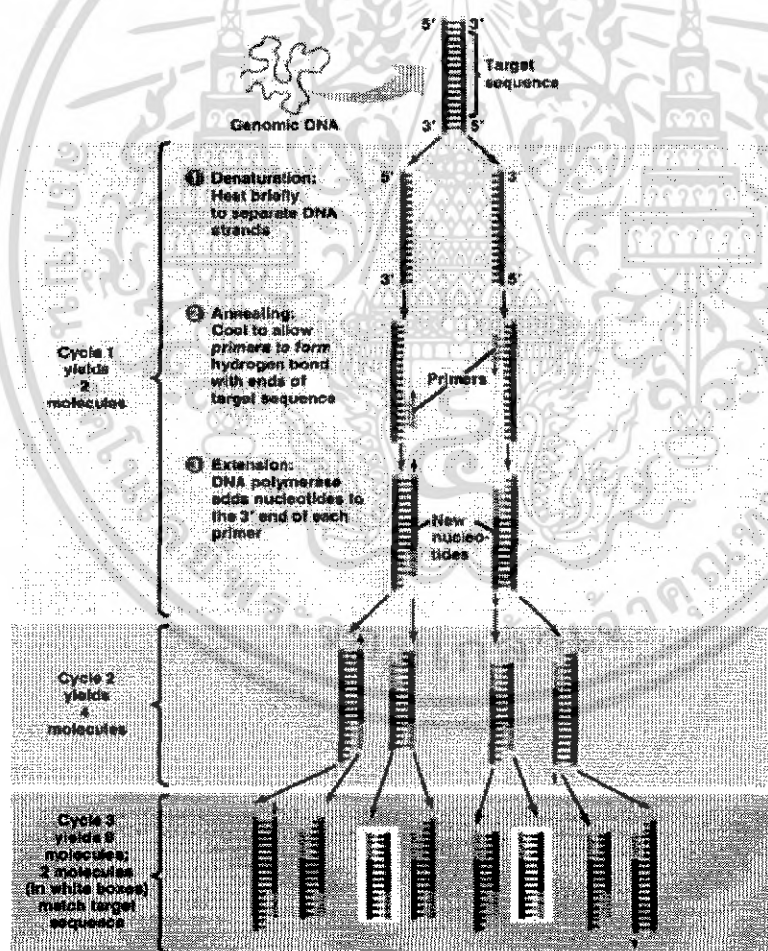 5' 3'
Target
sequence
Genomic DNA
3' 5'
1 Denaturation:
Heat briefly
to separate DNA
strands
5' 3'
3' 5'
2 Annealing:
Cool to allow
primers to form
hydrogen bond
with ends of
target sequence
Cycle 1
yields
2
molecules
Primers
3 Extension:
DNA polymerase
adds nucleotides to
the 3' end of each
primer
New
nucleo-
tides
Cycle 2
yields
4
molecules
Cycle 3
yields 8
molecules;
2 molecules
(in white boxes)
match target
sequence